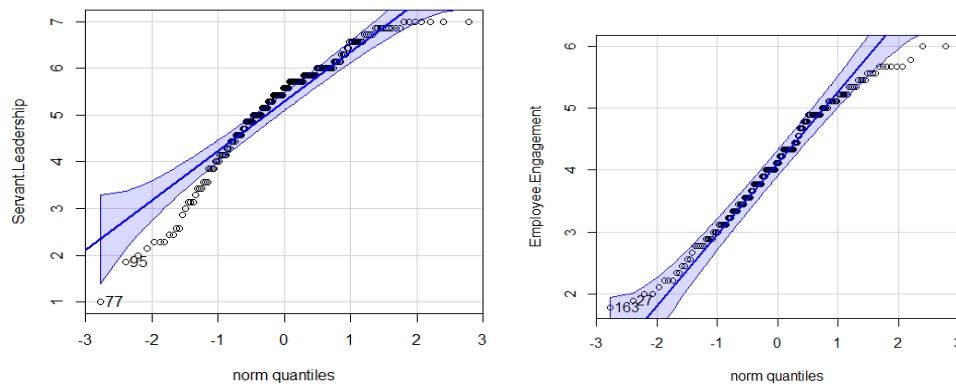 Servant.Leadership
7
6
5
4
3
2
1
95
77
-3 -2 -1 0 1 2 3
norm quantiles
Employee.Engagement
6
5
4
3
2
27
163
-3 -2 -1 0 1 2 3
norm quantiles